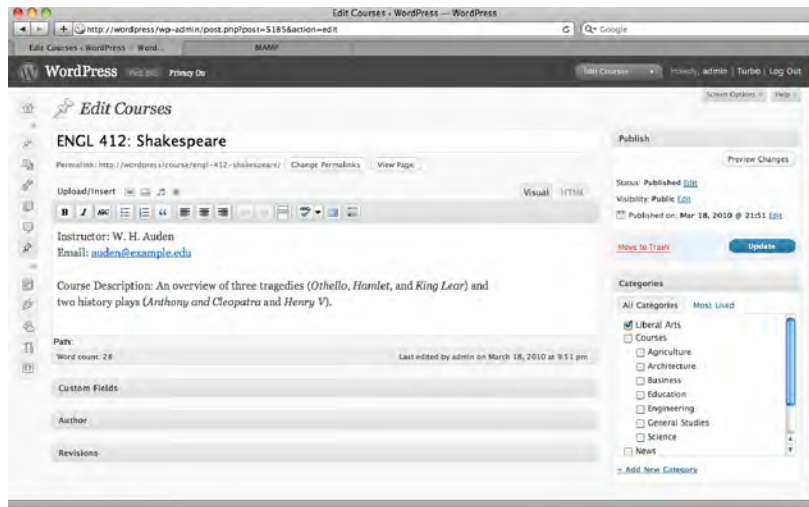 Edit Courses ‹ WordPress — WordPress
http://wordpress/wp-admin/post.php?post=5185&action=edit
Google
Edit Courses ‹ WordPress — Word...
MAMP
WordPress
Privacy On
Edit Courses
Howdy, admin | Turbo | Log Out
Screen Options
Help
Edit Courses
ENGL 412: Shakespeare
Permalink: http://wordpress/course/engl-412-shakespeare/
Change Permalinks
View Page
Upload/Insert
Visual
HTML
B I ABC
Instructor: W. H. Auden
Email: auden@example.edu
Course Description: An overview of three tragedies (Othello, Hamlet, and King Lear) and
two history plays (Anthony and Cleopatra and Henry V).
Path:
Word count: 28
Last edited by admin on March 18, 2010 at 9:51 pm
Custom Fields
Author
Revisions
Publish
Preview Changes
Status: Published Edit
Visibility: Public Edit
Published on: Mar 18, 2010 @ 21:51 Edit
Move to Trash
Update
Categories
All Categories
Most Used
Liberal Arts
Courses
Agriculture
Architecture
Business
Education
Engineering
General Studies
Science
News
+ Add New Category